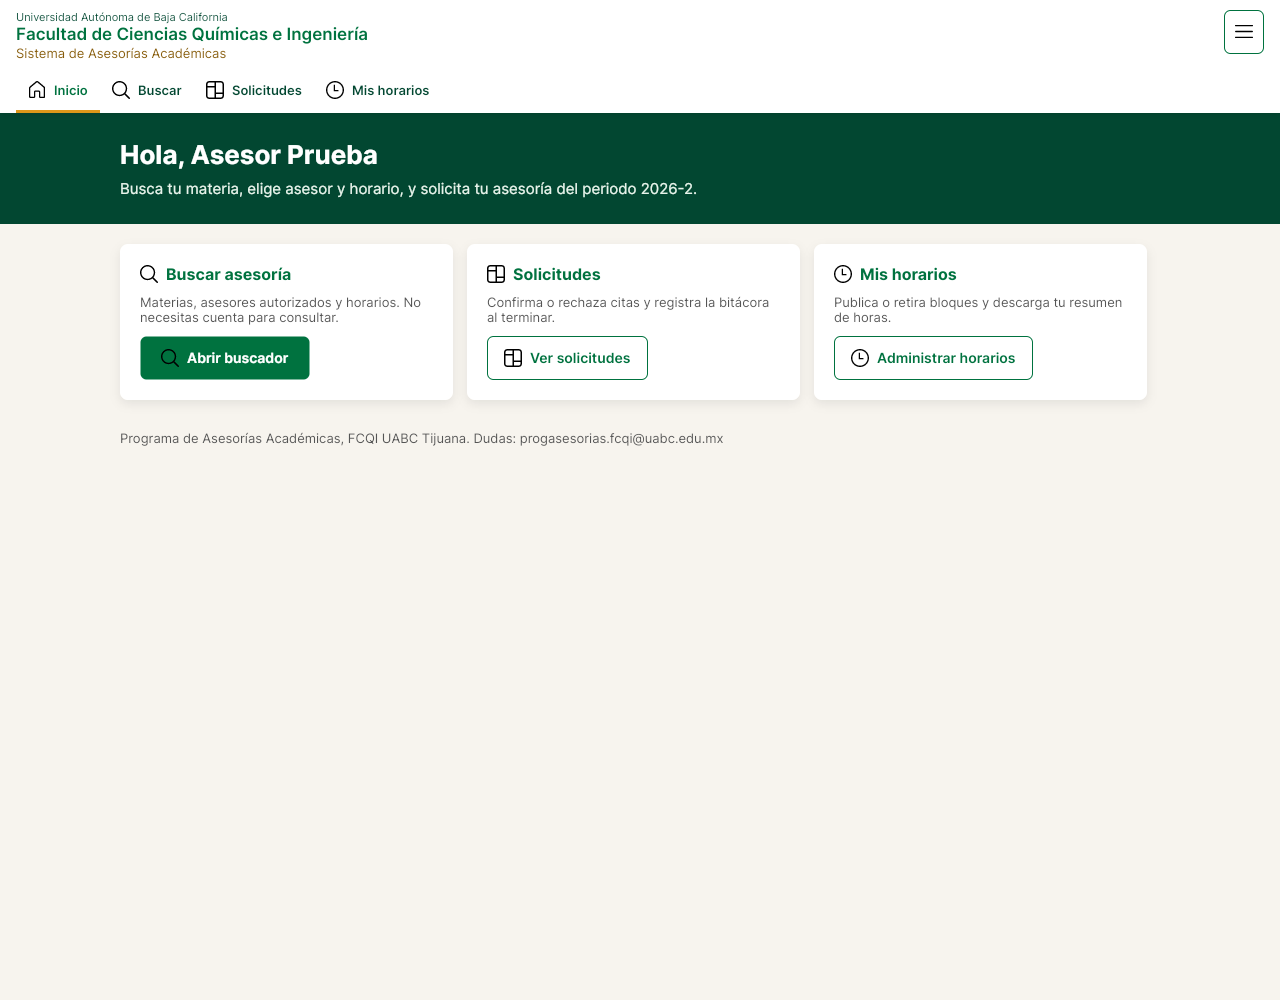 Universidad Autónoma de Baja California
Facultad de Ciencias Químicas e Ingeniería
Sistema de Asesorías Académicas
Inicio
Buscar
Solicitudes
Mis horarios
Hola, Asesor Prueba
Busca tu materia, elige asesor y horario, y solicita tu asesoría del periodo 2026-2.
Buscar asesoría
Materias, asesores autorizados y horarios. No
necesitas cuenta para consultar.
Abrir buscador
Solicitudes
Confirma o rechaza citas y registra la bitácora
al terminar.
Ver solicitudes
Mis horarios
Publica o retira bloques y descarga tu resumen
de horas.
Administrar horarios
Programa de Asesorías Académicas, FCQI UABC Tijuana. Dudas: progasesorias.fcqi@uabc.edu.mx